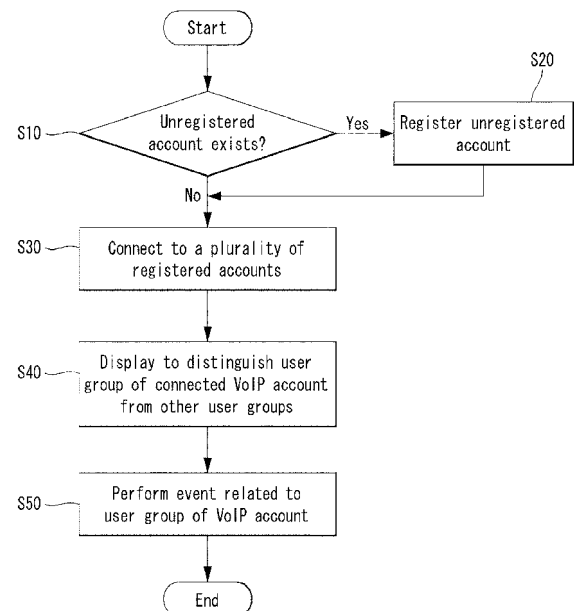 Start
S20
S10
Unregistered
account exists?
Yes
Register unregistered
account
No
S30
Connect to a plurality of
registered accounts
S40
Display to distinguish user
group of connected VoIP account
from other user groups
S50
Perform event related to
user group of VoIP account
End